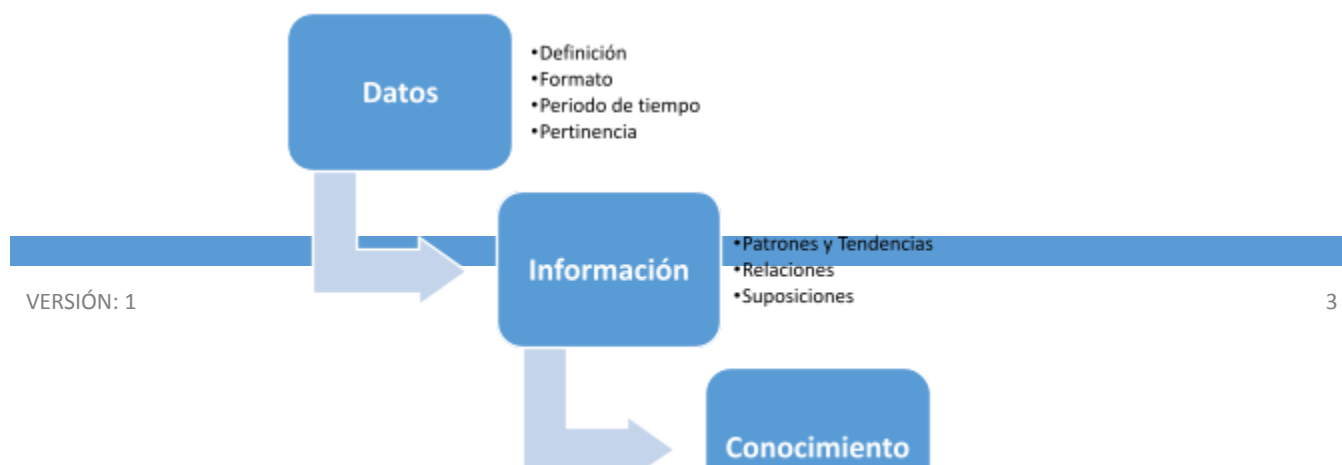 Datos
•Definición
•Formato
•Periodo de tiempo
•Pertinencia
Información
•Patrones y Tendencias
•Relaciones
•Suposiciones
VERSIÓN: 1
3
Conocimiento